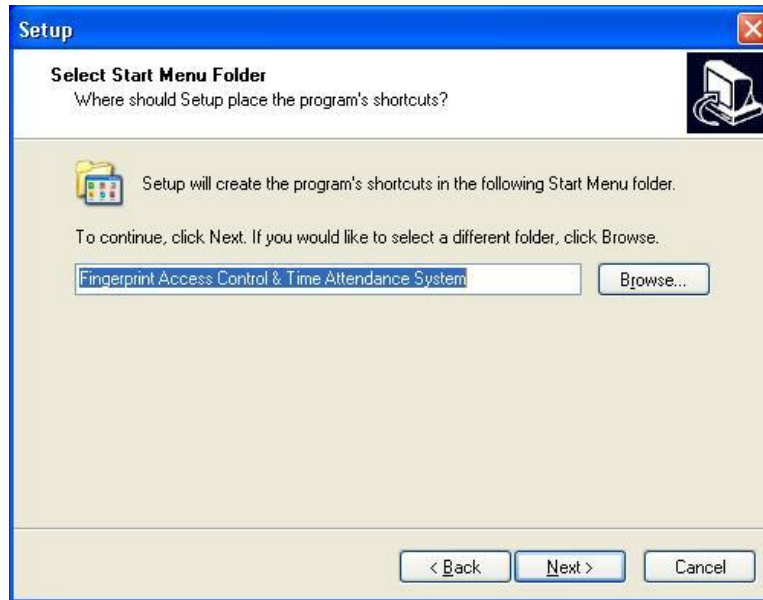 Setup
Select Start Menu Folder
Where should Setup place the program's shortcuts?
Setup will create the program's shortcuts in the following Start Menu folder.
To continue, click Next. If you would like to select a different folder, click Browse.
Fingerprint Access Control & Time Attendance System
Browse...
< Back
Next >
Cancel